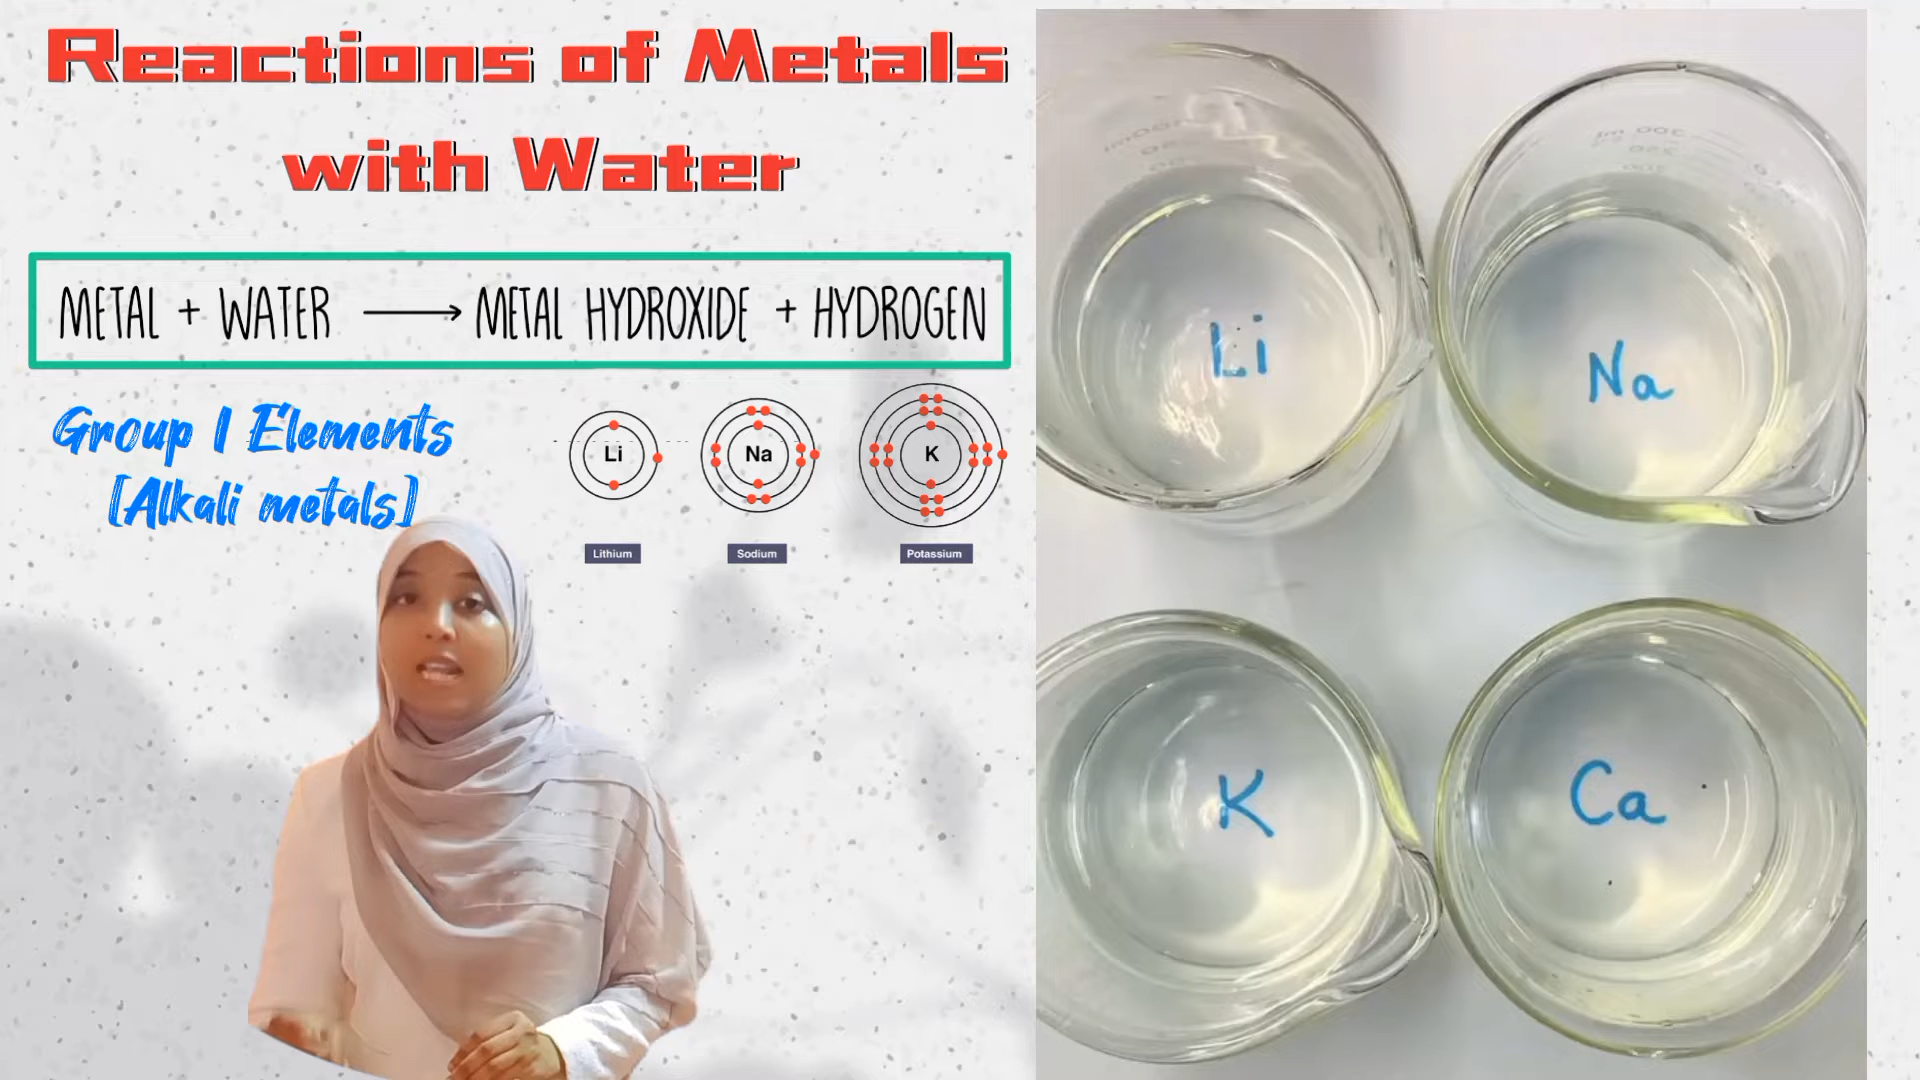 Reactions of Metals
with Water
METAL + WATER ⟶ METAL HYDROXIDE + HYDROGEN
Group 1 Elements
[Alkali metals]
Li
Na
K
Lithium
Sodium
Potassium
Li
Na
K
Ca